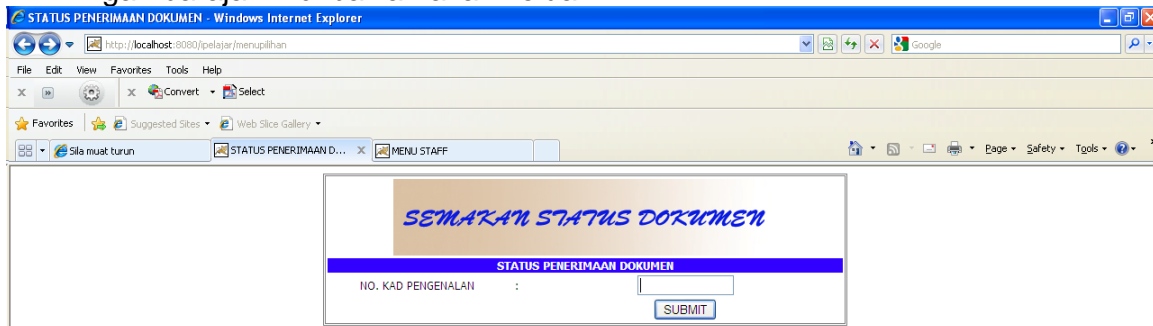 STATUS PENERIMAAN DOKUMEN - Windows Internet Explorer
http://localhost:8080/ipelajar/menupilihan
Google
File Edit View Favorites Tools Help
x » x Convert Select
Favorites Suggested Sites Web Slice Gallery
Sila muat turun STATUS PENERIMAAN D... X MENU STAFF Page Safety Tools
SEMAKAN STATUS DOKUMEN
STATUS PENERIMAAN DOKUMEN
NO. KAD PENGENALAN :
SUBMIT